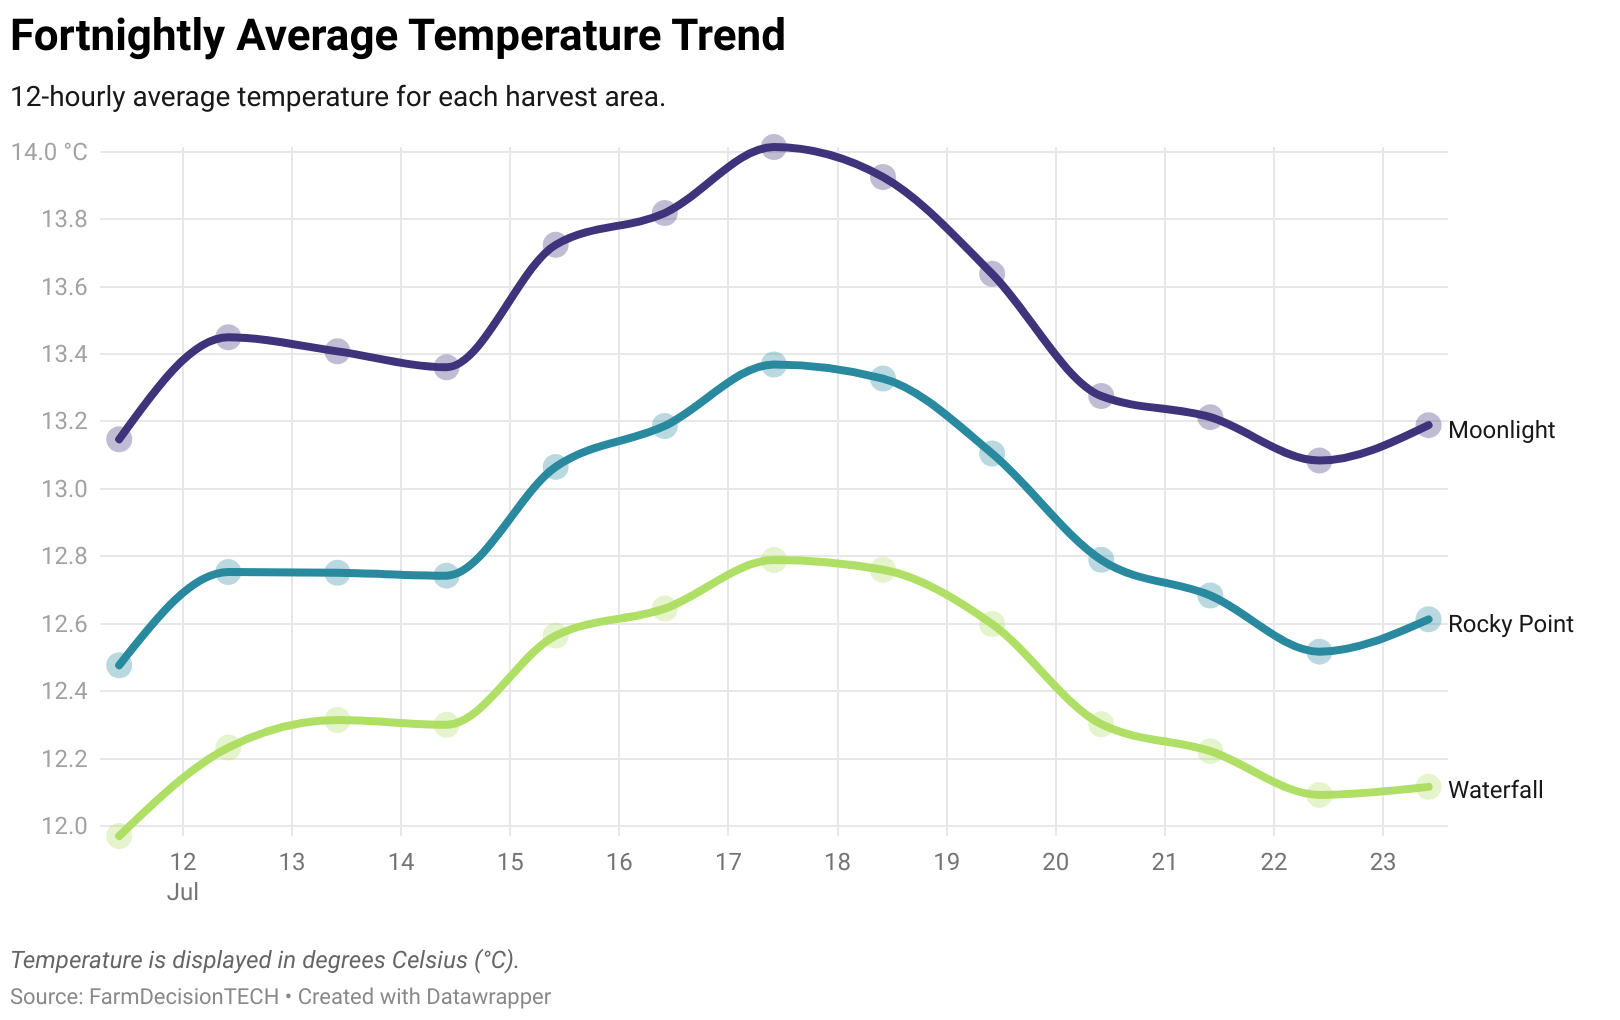 Fortnightly Average Temperature Trend
12-hourly average temperature for each harvest area.
14.0 °C
13.8
13.6
13.4
13.2
13.0
12.8
12.6
12.4
12.2
12.0
Moonlight
Rocky Point
Waterfall
12 13 14 15 16 17 18 19 20 21 22 23
Jul
Temperature is displayed in degrees Celsius (°C).
Source: FarmDecisionTECH • Created with Datawrapper